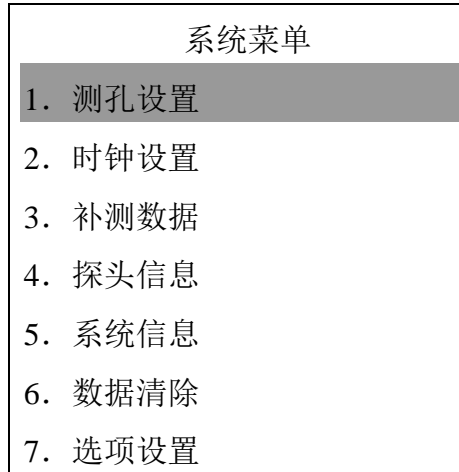 系统菜单
1．测孔设置
2．时钟设置
3．补测数据
4．探头信息
5．系统信息
6．数据清除
7．选项设置